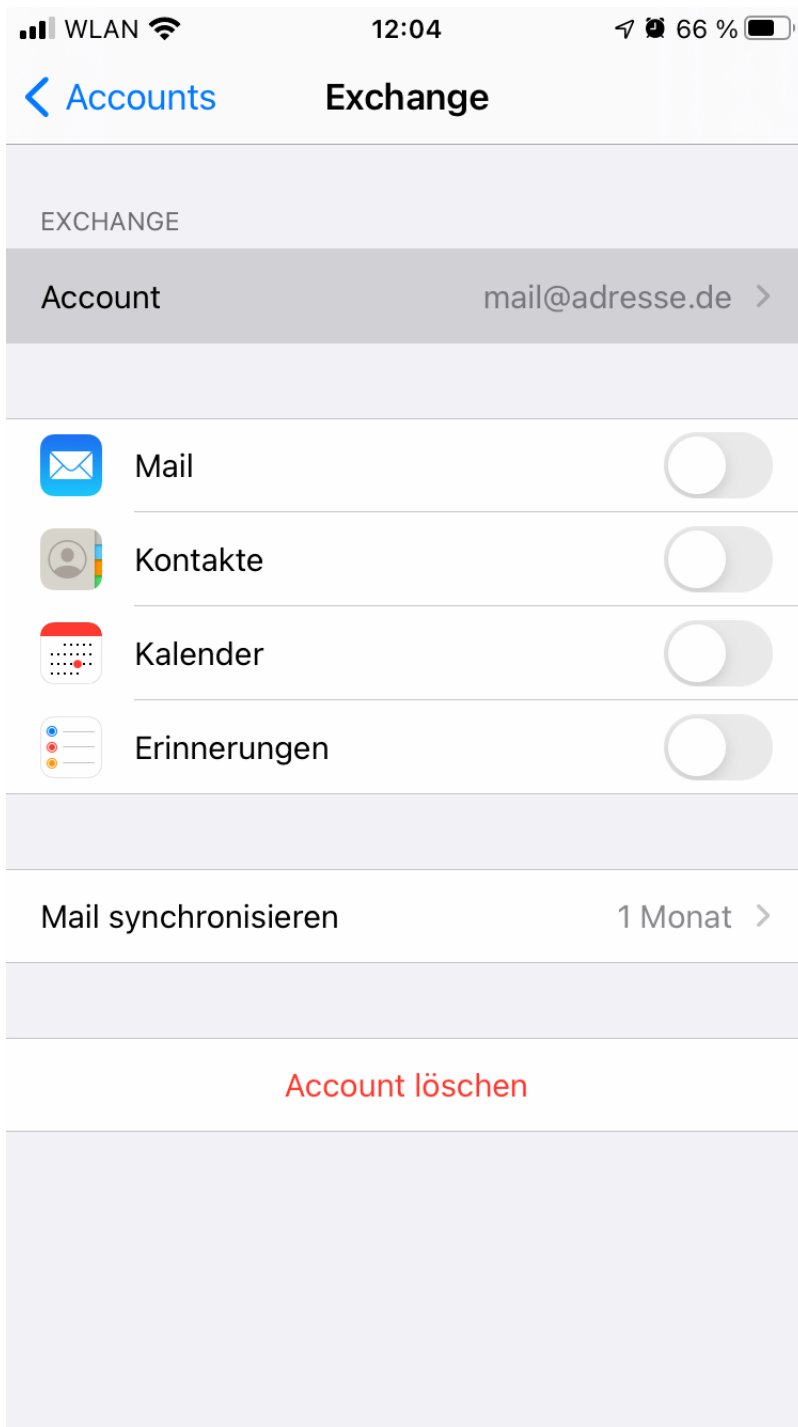 WLAN 12:04 66 %
Accounts Exchange
EXCHANGE
Account mail@adresse.de
Mail
Kontakte
Kalender
Erinnerungen
Mail synchronisieren 1 Monat
Account löschen